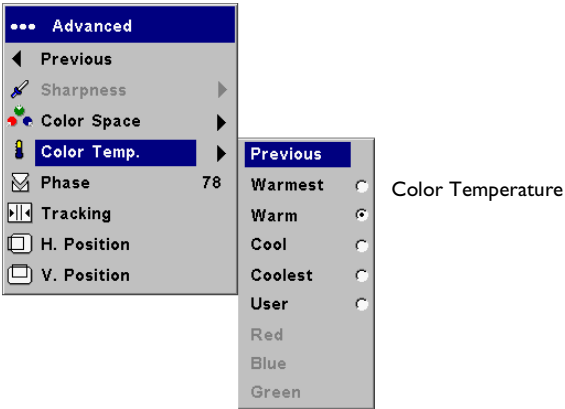 Advanced
Previous
Sharpness
Color Space
Color Temp.
Phase 78
Tracking
H. Position
V. Position
Previous
Warmest
Warm
Cool
Coolest
User
Red
Blue
Green
Color Temperature